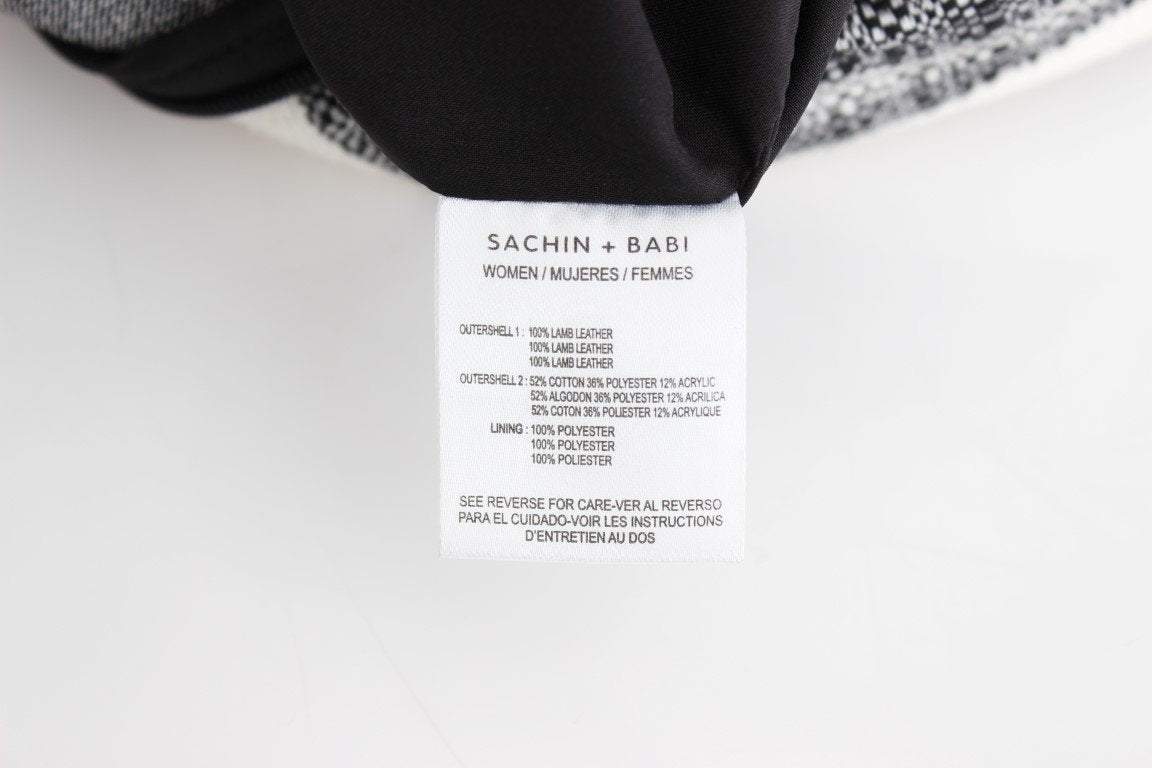 SACHIN + BABI
WOMEN / MUJERES / FEMMES
OUTERSHELL 1 : 100% LAMB LEATHER
100% LAMB LEATHER
100% LAMB LEATHER
OUTERSHELL 2 : 52% COTTON 36% POLYESTER 12% ACRYLIC
52% ALGODON 36% POLYESTER 12% ACRILICA
52% COTON 36% POLIESTER 12% ACRYLIQUE
LINING : 100% POLYESTER
100% POLYESTER
100% POLIESTER
SEE REVERSE FOR CARE-VER AL REVERSO
PARA EL CUIDADO-VOIR LES INSTRUCTIONS
D'ENTRETIEN AU DOS